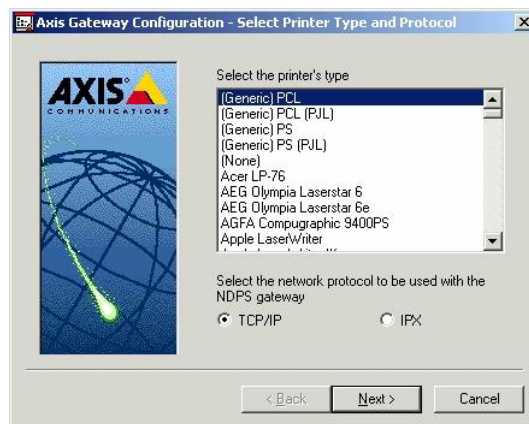 Axis Gateway Configuration - Select Printer Type and Protocol
AXIS
COMMUNICATIONS
Select the printer's type
(Generic) PCL
(Generic) PCL (PJL)
(Generic) PS
(Generic) PS (PJL)
(None)
Acer LP-76
AEG Olympia Laserstar 6
AEG Olympia Laserstar 6e
AGFA Compugraphic 9400PS
Apple LaserWriter
Select the network protocol to be used with the
NDPS gateway
TCP/IP
IPX
< Back
Next >
Cancel